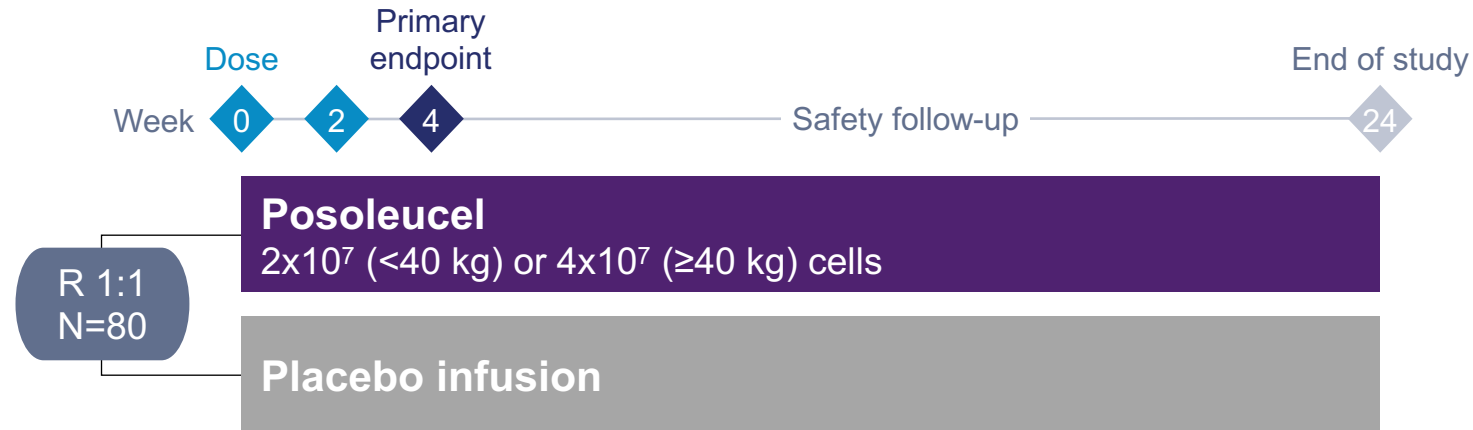 Primary
endpoint
Dose
End of study
Week 0 2 4 Safety follow-up 24
Posoleucel
2x10⁷ (<40 kg) or 4x10⁷ (≥40 kg) cells
R 1:1
N=80
Placebo infusion